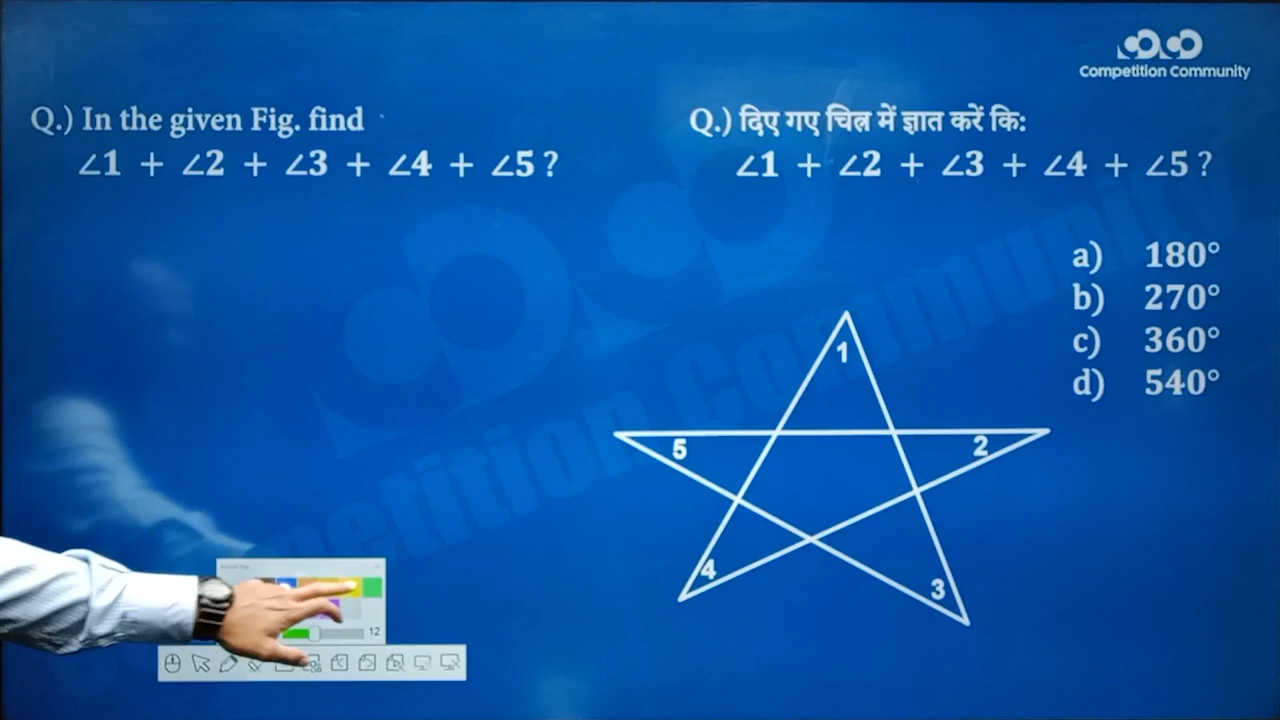 Competition Community
Q.) In the given Fig. find
∠1 + ∠2 + ∠3 + ∠4 + ∠5 ?
Q.) दिए गए चित्र में ज्ञात करें कि:
∠1 + ∠2 + ∠3 + ∠4 + ∠5 ?
a) 180°
b) 270°
c) 360°
d) 540°
1
5
2
4
3
12